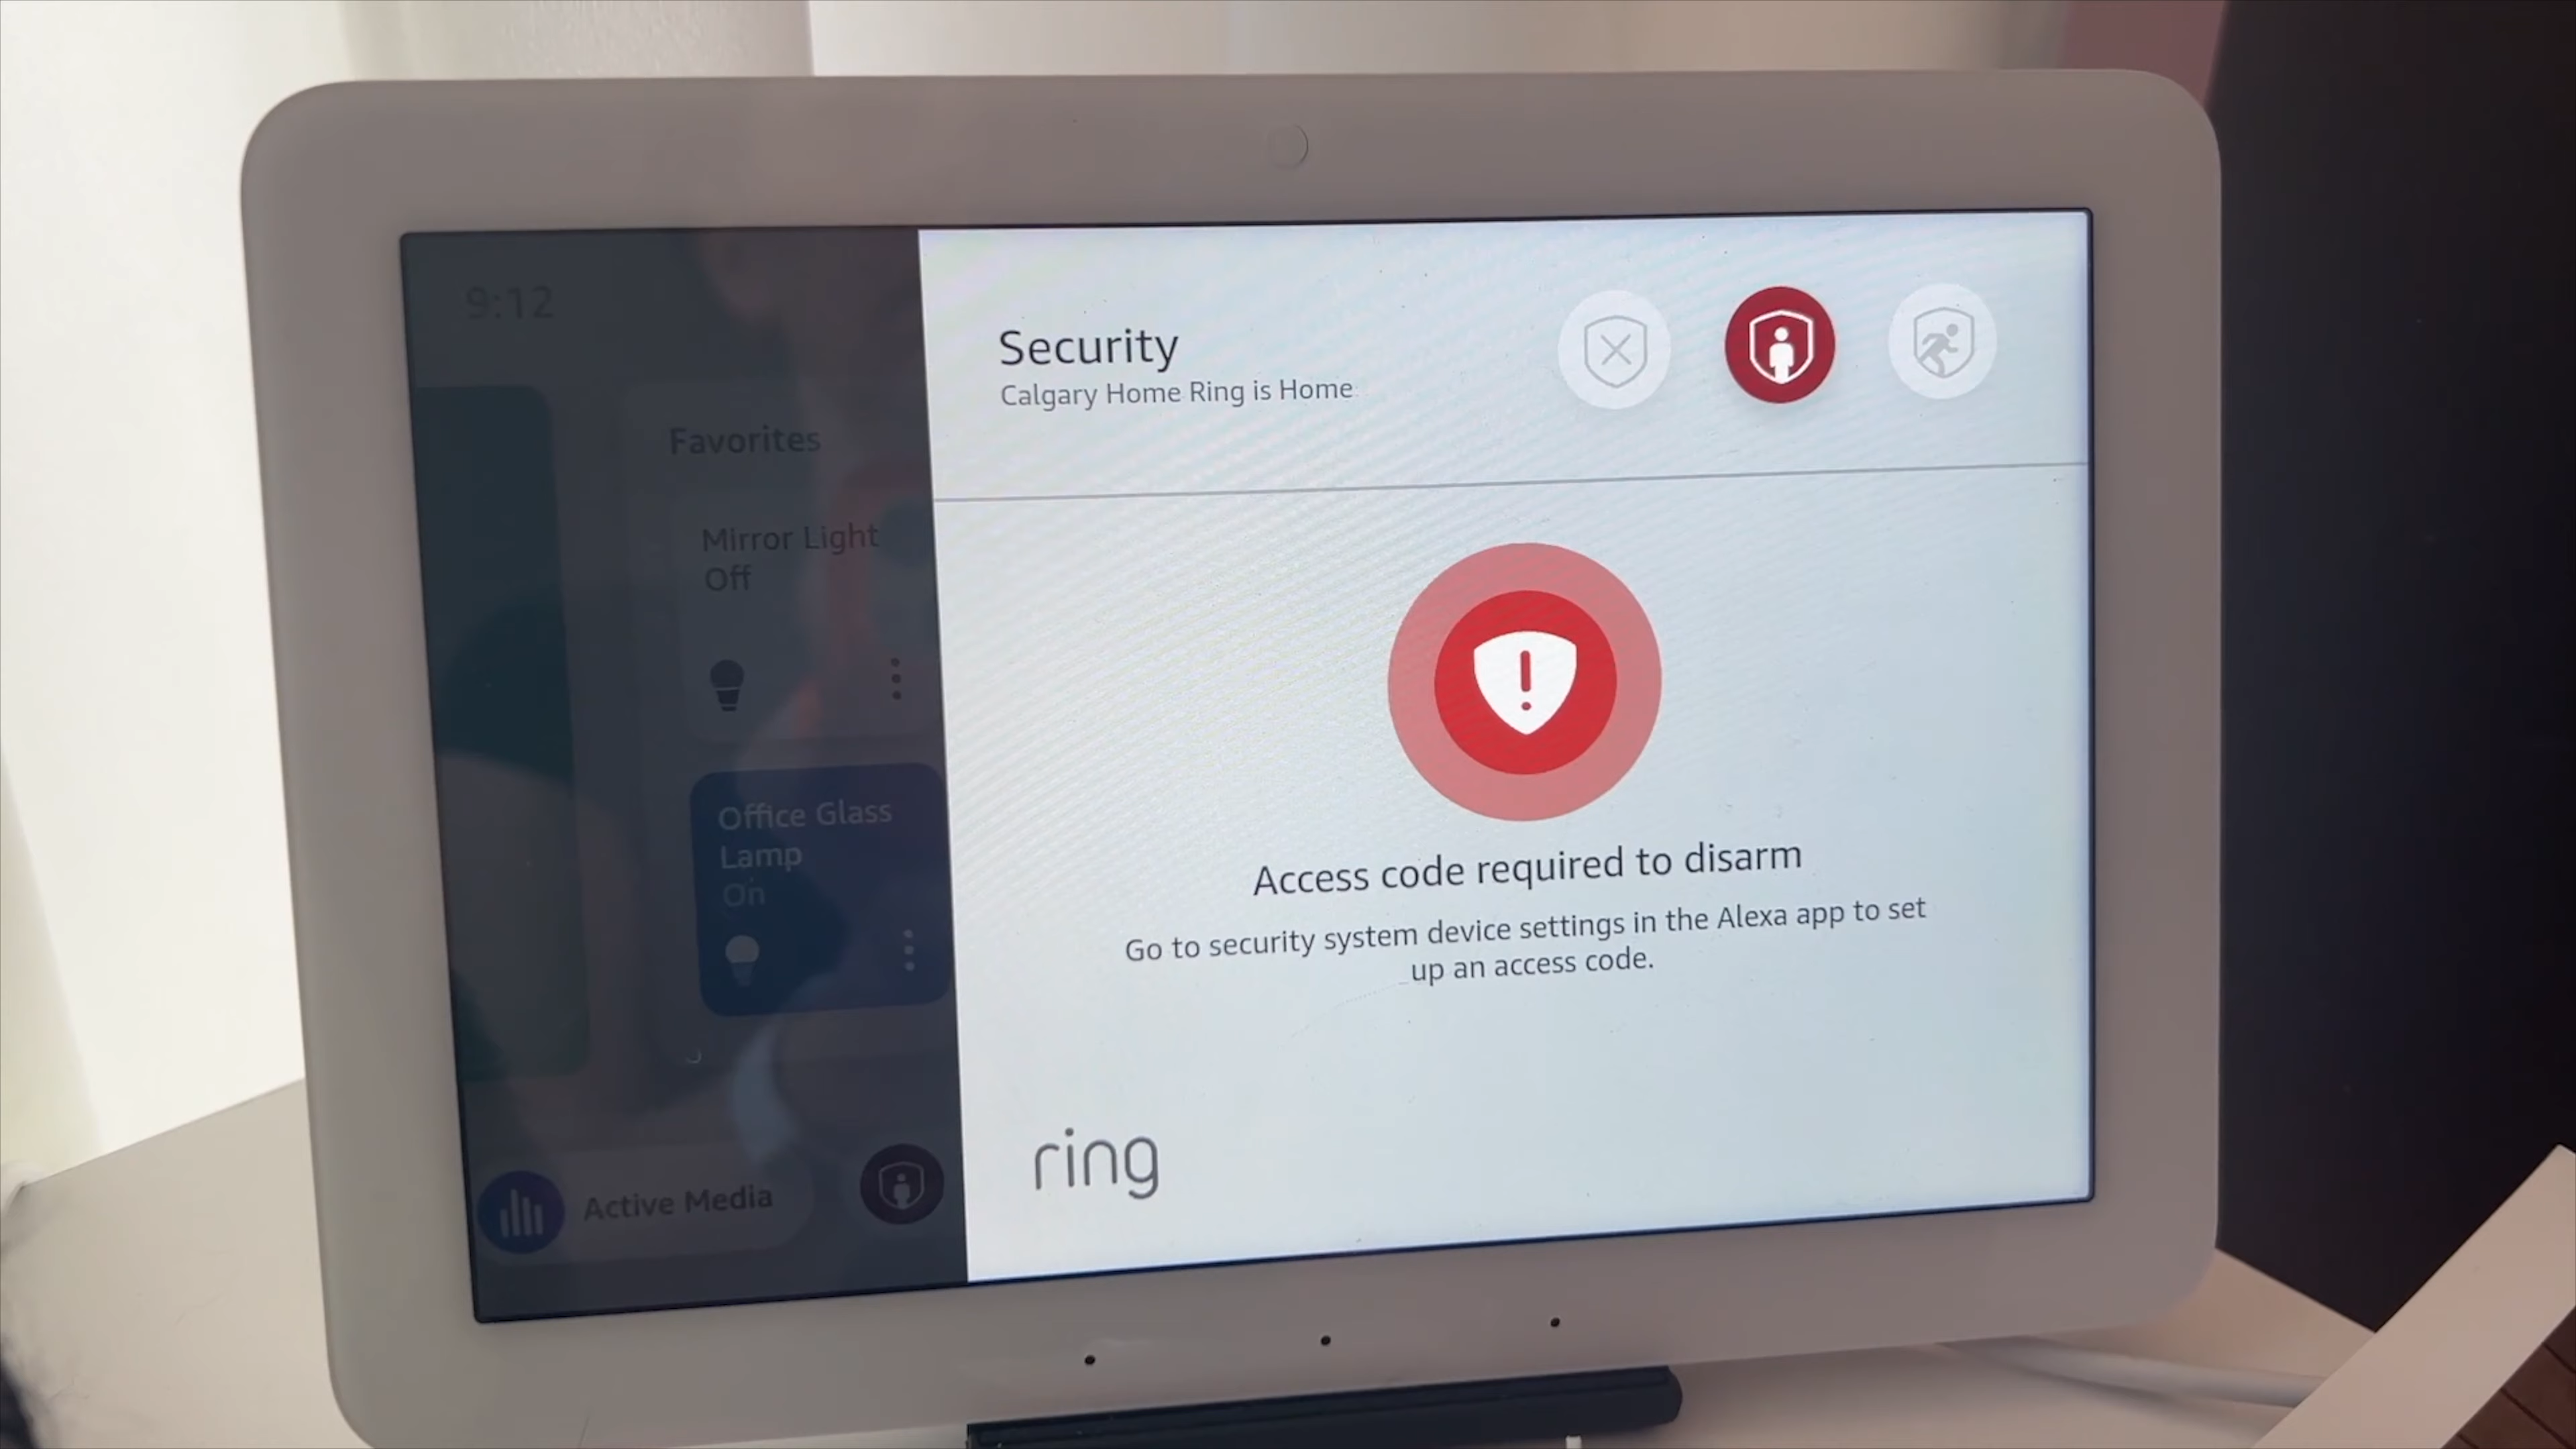 9:12
Favorites
Mirror Light
Off
Office Glass
Lamp
On
Active Media
Security
Calgary Home Ring is Home
Access code required to disarm
Go to security system device settings in the Alexa app to set
up an access code.
ring